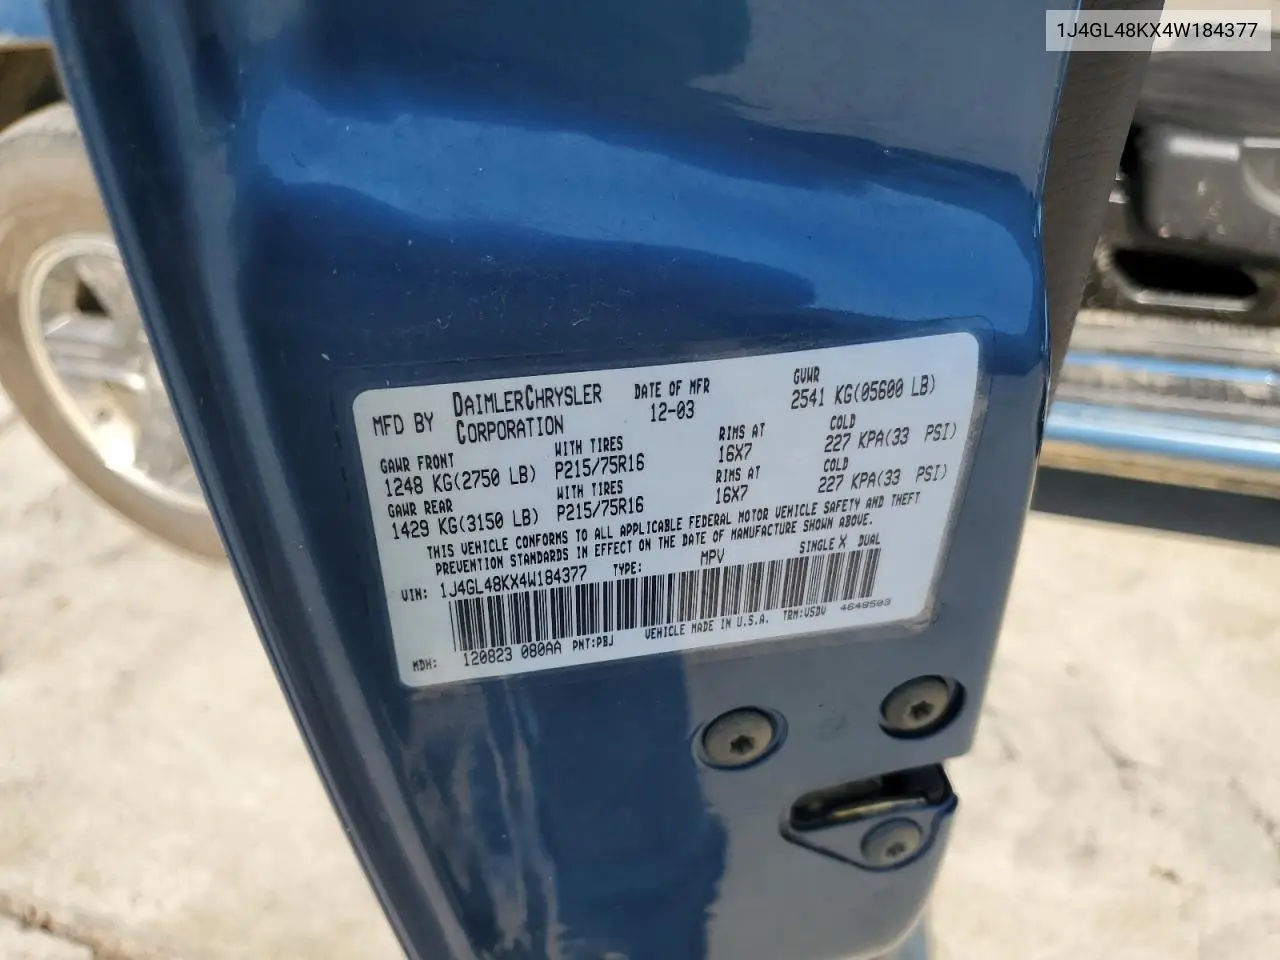 1J4GL48KX4W184377
MFD BY DAIMLERCHRYSLER CORPORATION DATE OF MFR 12-03 GVWR 2541 KG(05600 LB)
GAWR FRONT WITH TIRES RIMS AT COLD
1248 KG(2750 LB) P215/75R16 16X7 227 KPA(33 PSI)
GAWR REAR WITH TIRES RIMS AT COLD
1429 KG(3150 LB) P215/75R16 16X7 227 KPA(33 PSI)
THIS VEHICLE CONFORMS TO ALL APPLICABLE FEDERAL MOTOR VEHICLE SAFETY AND THEFT
PREVENTION STANDARDS IN EFFECT ON THE DATE OF MANUFACTURE SHOWN ABOVE.
VIN: 1J4GL48KX4W184377 TYPE: MPV SINGLE X DUAL
MDH: 120823 080AA PNT:PBJ VEHICLE MADE IN U.S.A. TRM:VSDV 4648503